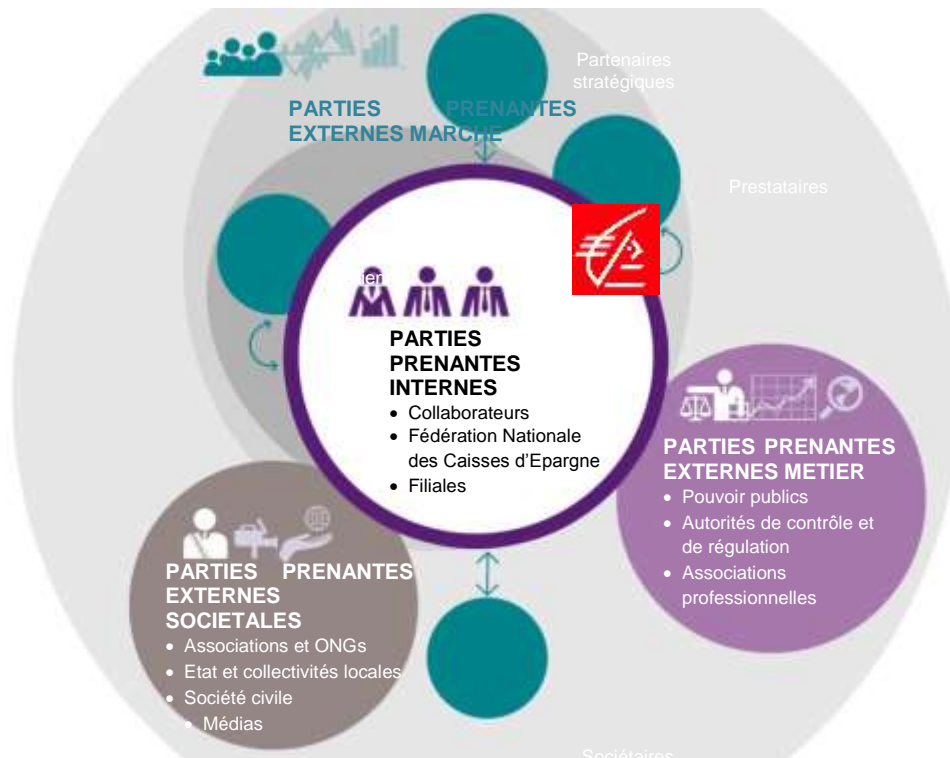 Partenaires
stratégiques
PARTIES PRENANTES
EXTERNES MARCHE
Prestataires
PARTIES
PRENANTES
INTERNES
• Collaborateurs
• Fédération Nationale
des Caisses d'Epargne
• Filiales
PARTIES PRENANTES
EXTERNES METIER
• Pouvoir publics
• Autorités de contrôle et
de régulation
• Associations
professionnelles
PARTIES PRENANTES
EXTERNES
SOCIETALES
• Associations et ONGs
• Etat et collectivités locales
• Société civile
• Médias
Sociétaires